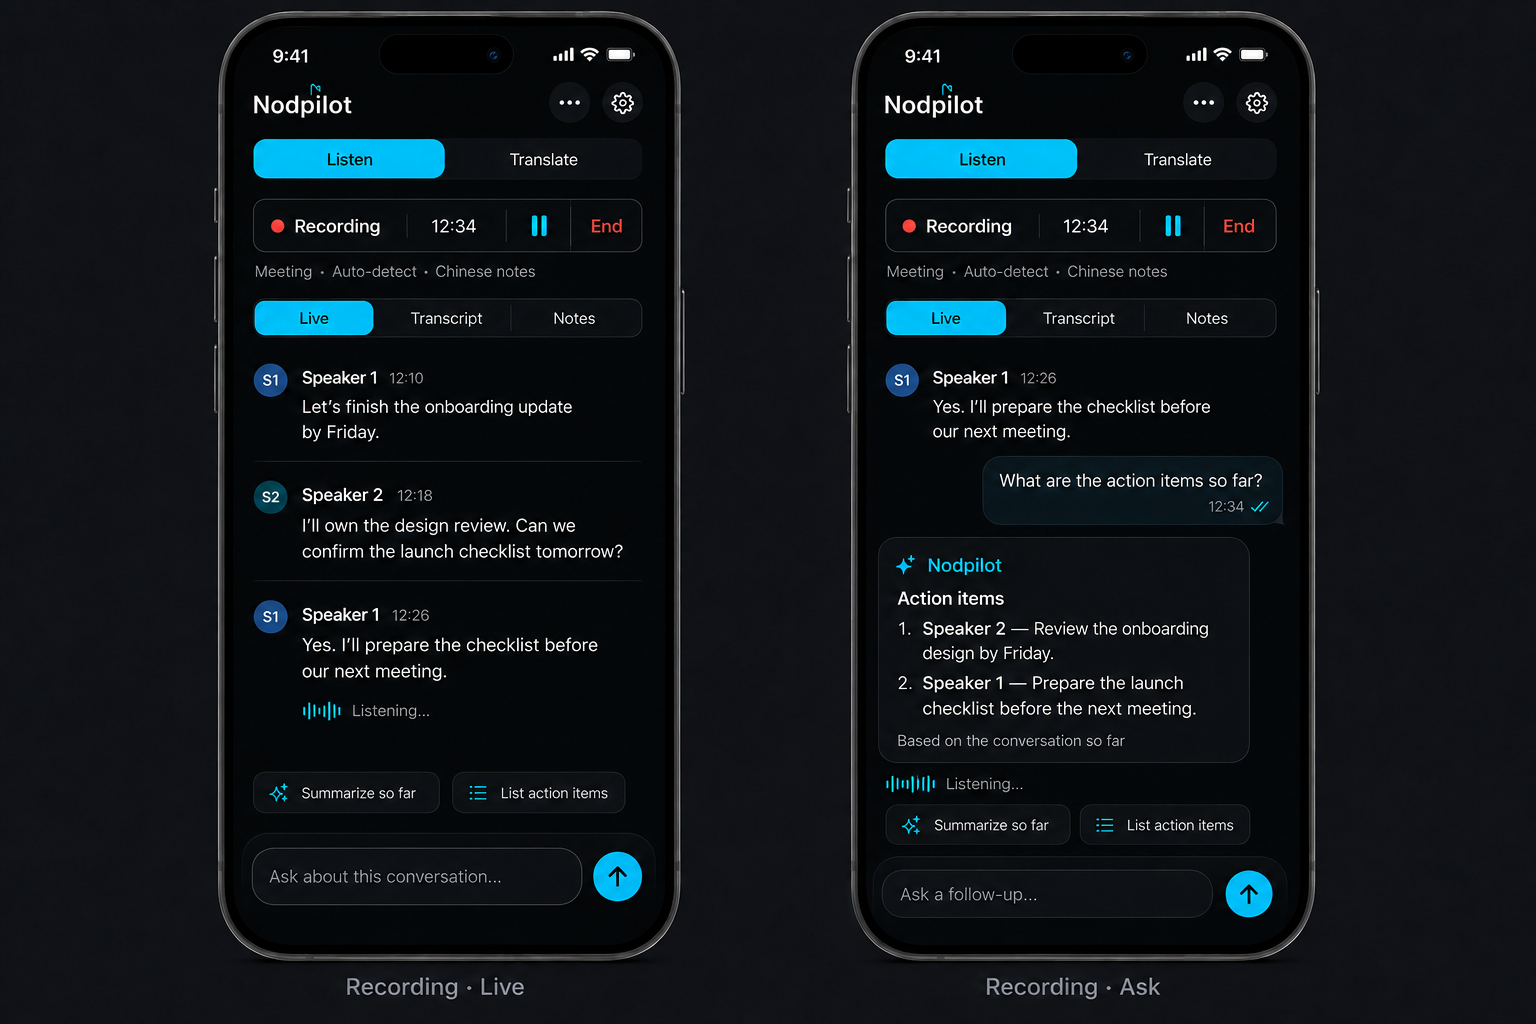 9:41
Nodpilot
Listen
Translate
Recording
12:34
End
Meeting • Auto-detect • Chinese notes
Live
Transcript
Notes
S1
Speaker 1 12:10
Let's finish the onboarding update
by Friday.
S2
Speaker 2 12:18
I'll own the design review. Can we
confirm the launch checklist tomorrow?
S1
Speaker 1 12:26
Yes. I'll prepare the checklist before
our next meeting.
Listening...
Summarize so far
List action items
Ask about this conversation...
Recording • Live
9:41
Nodpilot
Listen
Translate
Recording
12:34
End
Meeting • Auto-detect • Chinese notes
Live
Transcript
Notes
S1
Speaker 1 12:26
Yes. I'll prepare the checklist before
our next meeting.
What are the action items so far?
12:34
Nodpilot
Action items
1. Speaker 2 — Review the onboarding
design by Friday.
2. Speaker 1 — Prepare the launch
checklist before the next meeting.
Based on the conversation so far
Listening...
Summarize so far
List action items
Ask a follow-up...
Recording • Ask